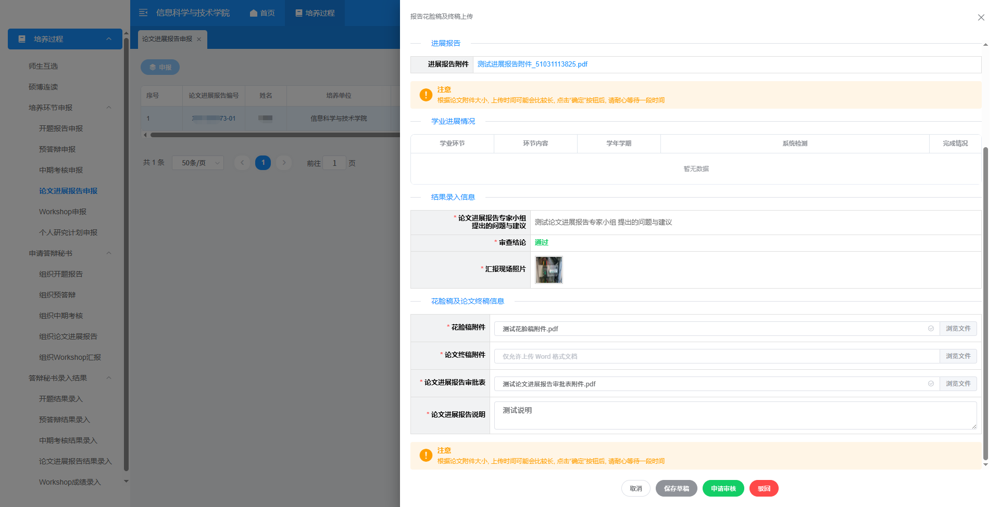 信息科学与技术学院
首页
培养过程
培养过程
师生互选
硕博连读
培养环节申报
开题报告申报
预答辩申报
中期考核申报
论文进展报告申报
Workshop申报
个人研究计划申报
申请答辩秘书
组织开题报告
组织预答辩
组织中期考核
组织论文进展报告
组织Workshop汇报
答辩秘书录入结果
开题结果录入
预答辩结果录入
中期考核结果录入
论文进展报告结果录入
Workshop成绩录入
论文进展报告申报
申报
序号 论文进展报告编号 姓名 培养单位
1 73-01 信息科学与技术学院
共 1 条 50条/页 1 前往 1 页
报告花脸稿及终稿上传
进展报告
进展报告附件 测试进展报告附件_51031113825.pdf
注意
根据论文附件大小, 上传时间可能会比较长, 点击“确定”按钮后, 请耐心等待一段时间
学业进展情况
学业环节 环节内容 学年学期 系统检测 完成情况
暂无数据
结果录入信息
* 论文进展报告专家小组
提出的问题与建议
测试论文进展报告专家小组 提出的问题与建议
* 审查结论 通过
* 汇报现场照片
花脸稿及论文终稿信息
* 花脸稿附件 测试花脸稿附件.pdf 浏览文件
* 论文终稿附件 仅允许上传 Word 格式文档 浏览文件
* 论文进展报告审批表 测试论文进展报告审批表附件.pdf 浏览文件
* 论文进展报告说明 测试说明
注意
根据论文附件大小, 上传时间可能会比较长, 点击“确定”按钮后, 请耐心等待一段时间
取消 保存草稿 申请审核 驳回